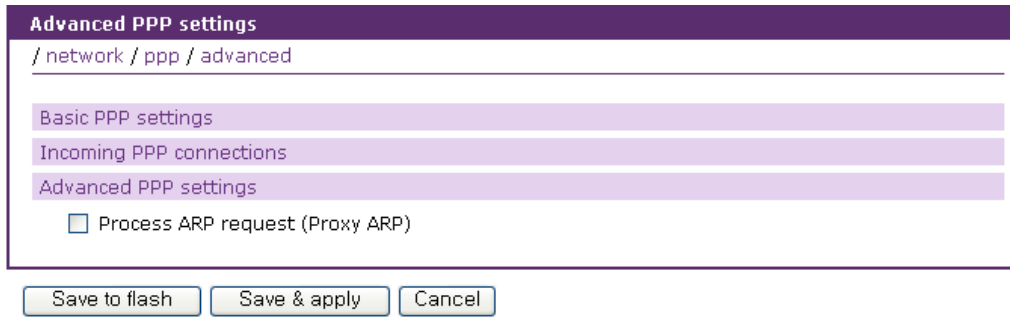 Advanced PPP settings
/ network / ppp / advanced
Basic PPP settings
Incoming PPP connections
Advanced PPP settings
Process ARP request (Proxy ARP)
Save to flash Save & apply Cancel